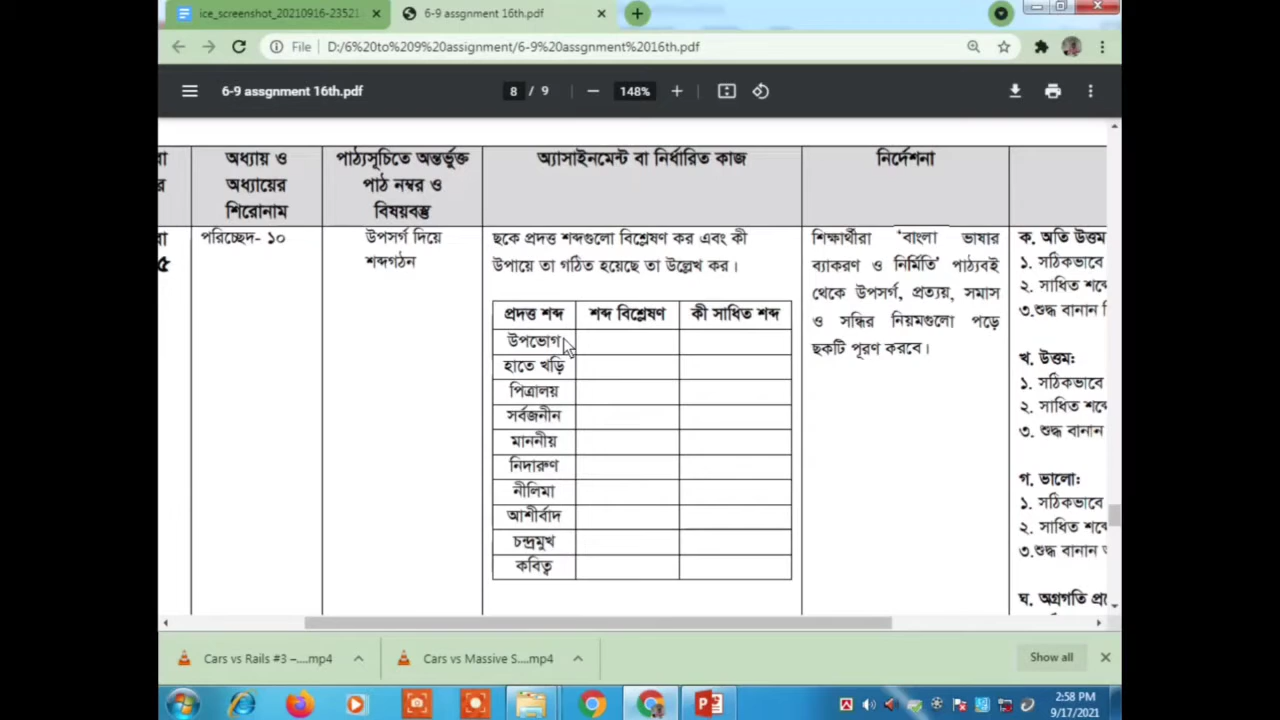 ice_screenshot_20210916-23521
6-9 assgnment 16th.pdf
File
D:/6%20to%209%20assignment/6-9%20assgnment%2016th.pdf
6-9 assgnment 16th.pdf
8 / 9
148%
অধ্যায় ও
অধ্যায়ের
শিরোনাম
পাঠ্যসূচিতে অন্তর্ভুক্ত
পাঠ নম্বর ও
বিষয়বস্তু
অ্যাসাইনমেন্ট বা নির্ধারিত কাজ
নির্দেশনা
পরিচ্ছেদ- ১০
উপসর্গ দিয়ে
শব্দগঠন
ছকে প্রদত্ত শব্দগুলো বিশ্লেষণ কর এবং কী
উপায়ে তা গঠিত হয়েছে তা উল্লেখ কর।
প্রদত্ত শব্দ শব্দ বিশ্লেষণ কী সাধিত শব্দ
উপভোগ
হাতে খড়ি
পিত্রালয়
সর্বজনীন
মাননীয়
নিদারুণ
নীলিমা
আশীর্বাদ
চন্দ্রমুখ
কবিত্ব
শিক্ষার্থীরা ‘বাংলা ভাষার
ব্যাকরণ ও নির্মিতি’ পাঠ্যবই
থেকে উপসর্গ, প্রত্যয়, সমাস
ও সন্ধির নিয়মগুলো পড়ে
ছকটি পূরণ করবে।
ক. অতি উত্তম
১. সঠিকভাবে
২. সাধিত শব্দে
৩.শুদ্ধ বানান
খ. উত্তম:
১. সঠিকভাবে
২. সাধিত শব্দে
৩. শুদ্ধ বানান
গ. ভালো:
১. সঠিকভাবে
২. সাধিত শব্দে
৩.শুদ্ধ বানান
ঘ. অগ্রগতি
Cars vs Rails #3 –....mp4
Cars vs Massive S....mp4
Show all
2:58 PM
9/17/2021